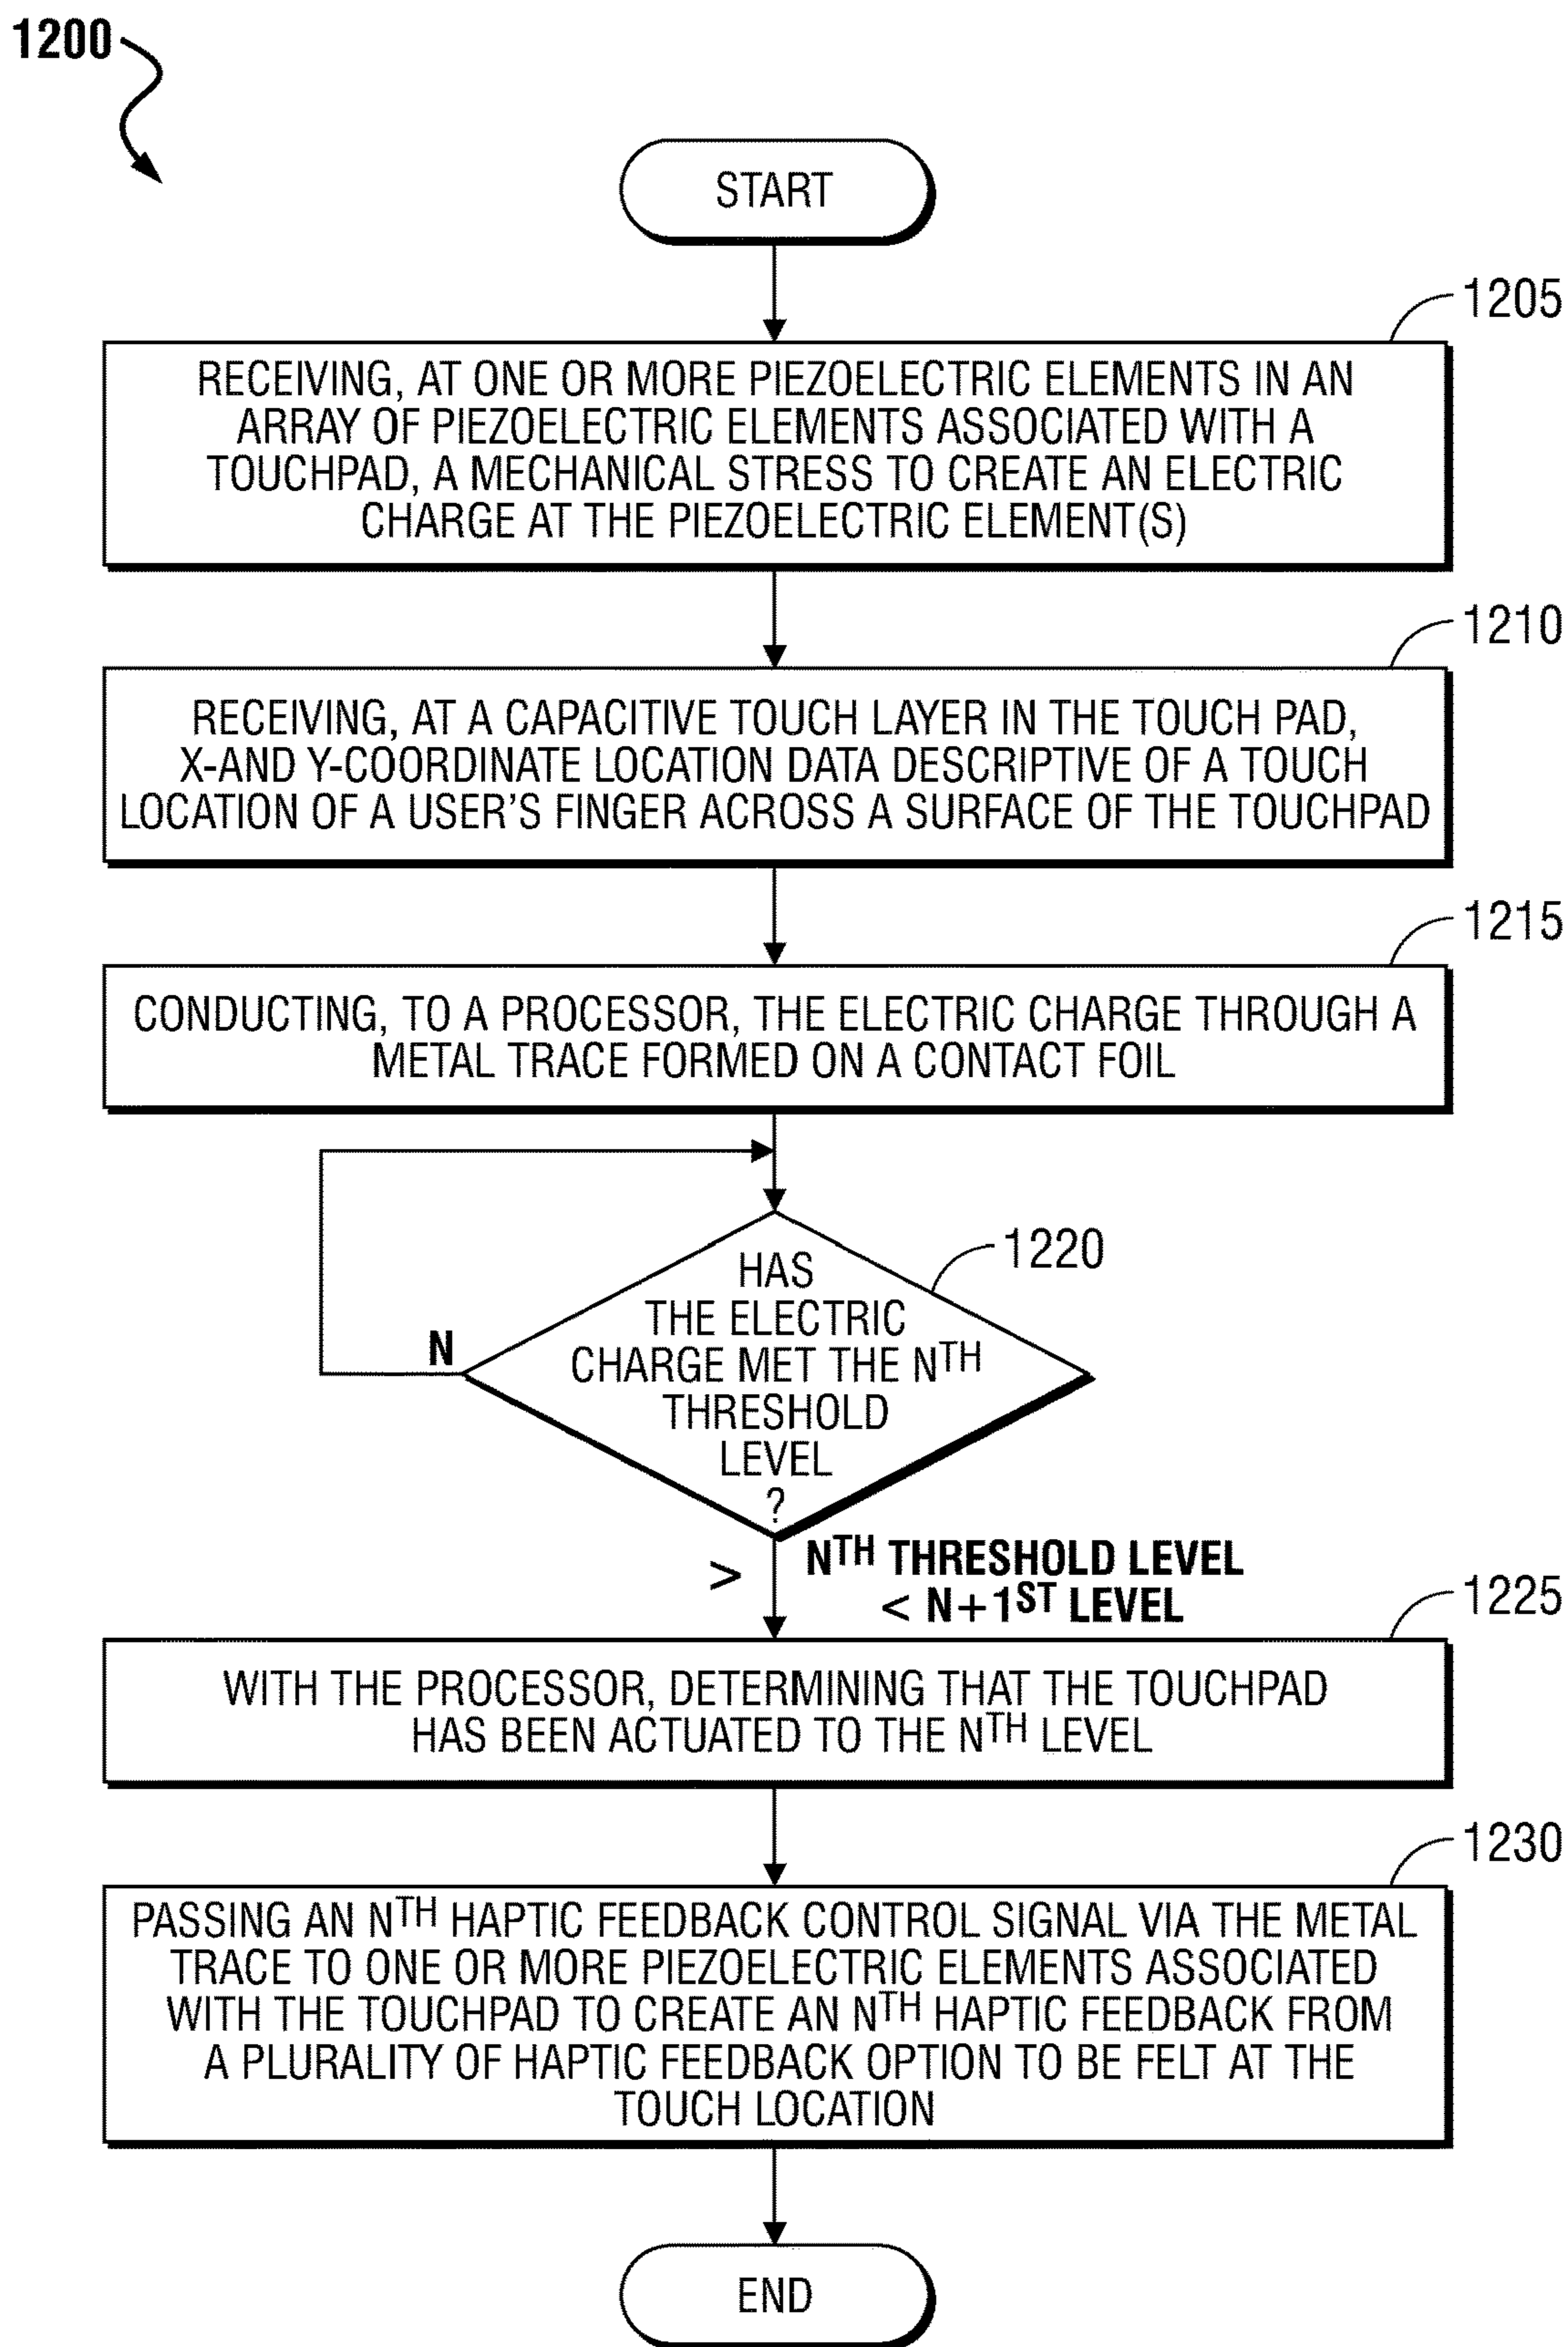 1200
START
1205
RECEIVING, AT ONE OR MORE PIEZOELECTRIC ELEMENTS IN AN
ARRAY OF PIEZOELECTRIC ELEMENTS ASSOCIATED WITH A
TOUCHPAD, A MECHANICAL STRESS TO CREATE AN ELECTRIC
CHARGE AT THE PIEZOELECTRIC ELEMENT(S)
1210
RECEIVING, AT A CAPACITIVE TOUCH LAYER IN THE TOUCH PAD,
X-AND Y-COORDINATE LOCATION DATA DESCRIPTIVE OF A TOUCH
LOCATION OF A USER'S FINGER ACROSS A SURFACE OF THE TOUCHPAD
1215
CONDUCTING, TO A PROCESSOR, THE ELECTRIC CHARGE THROUGH A
METAL TRACE FORMED ON A CONTACT FOIL
1220
HAS
THE ELECTRIC
CHARGE MET THE NTH
THRESHOLD
LEVEL
?
N
> NTH THRESHOLD LEVEL
< N+1ST LEVEL
1225
WITH THE PROCESSOR, DETERMINING THAT THE TOUCHPAD
HAS BEEN ACTUATED TO THE NTH LEVEL
1230
PASSING AN NTH HAPTIC FEEDBACK CONTROL SIGNAL VIA THE METAL
TRACE TO ONE OR MORE PIEZOELECTRIC ELEMENTS ASSOCIATED
WITH THE TOUCHPAD TO CREATE AN NTH HAPTIC FEEDBACK FROM
A PLURALITY OF HAPTIC FEEDBACK OPTION TO BE FELT AT THE
TOUCH LOCATION
END